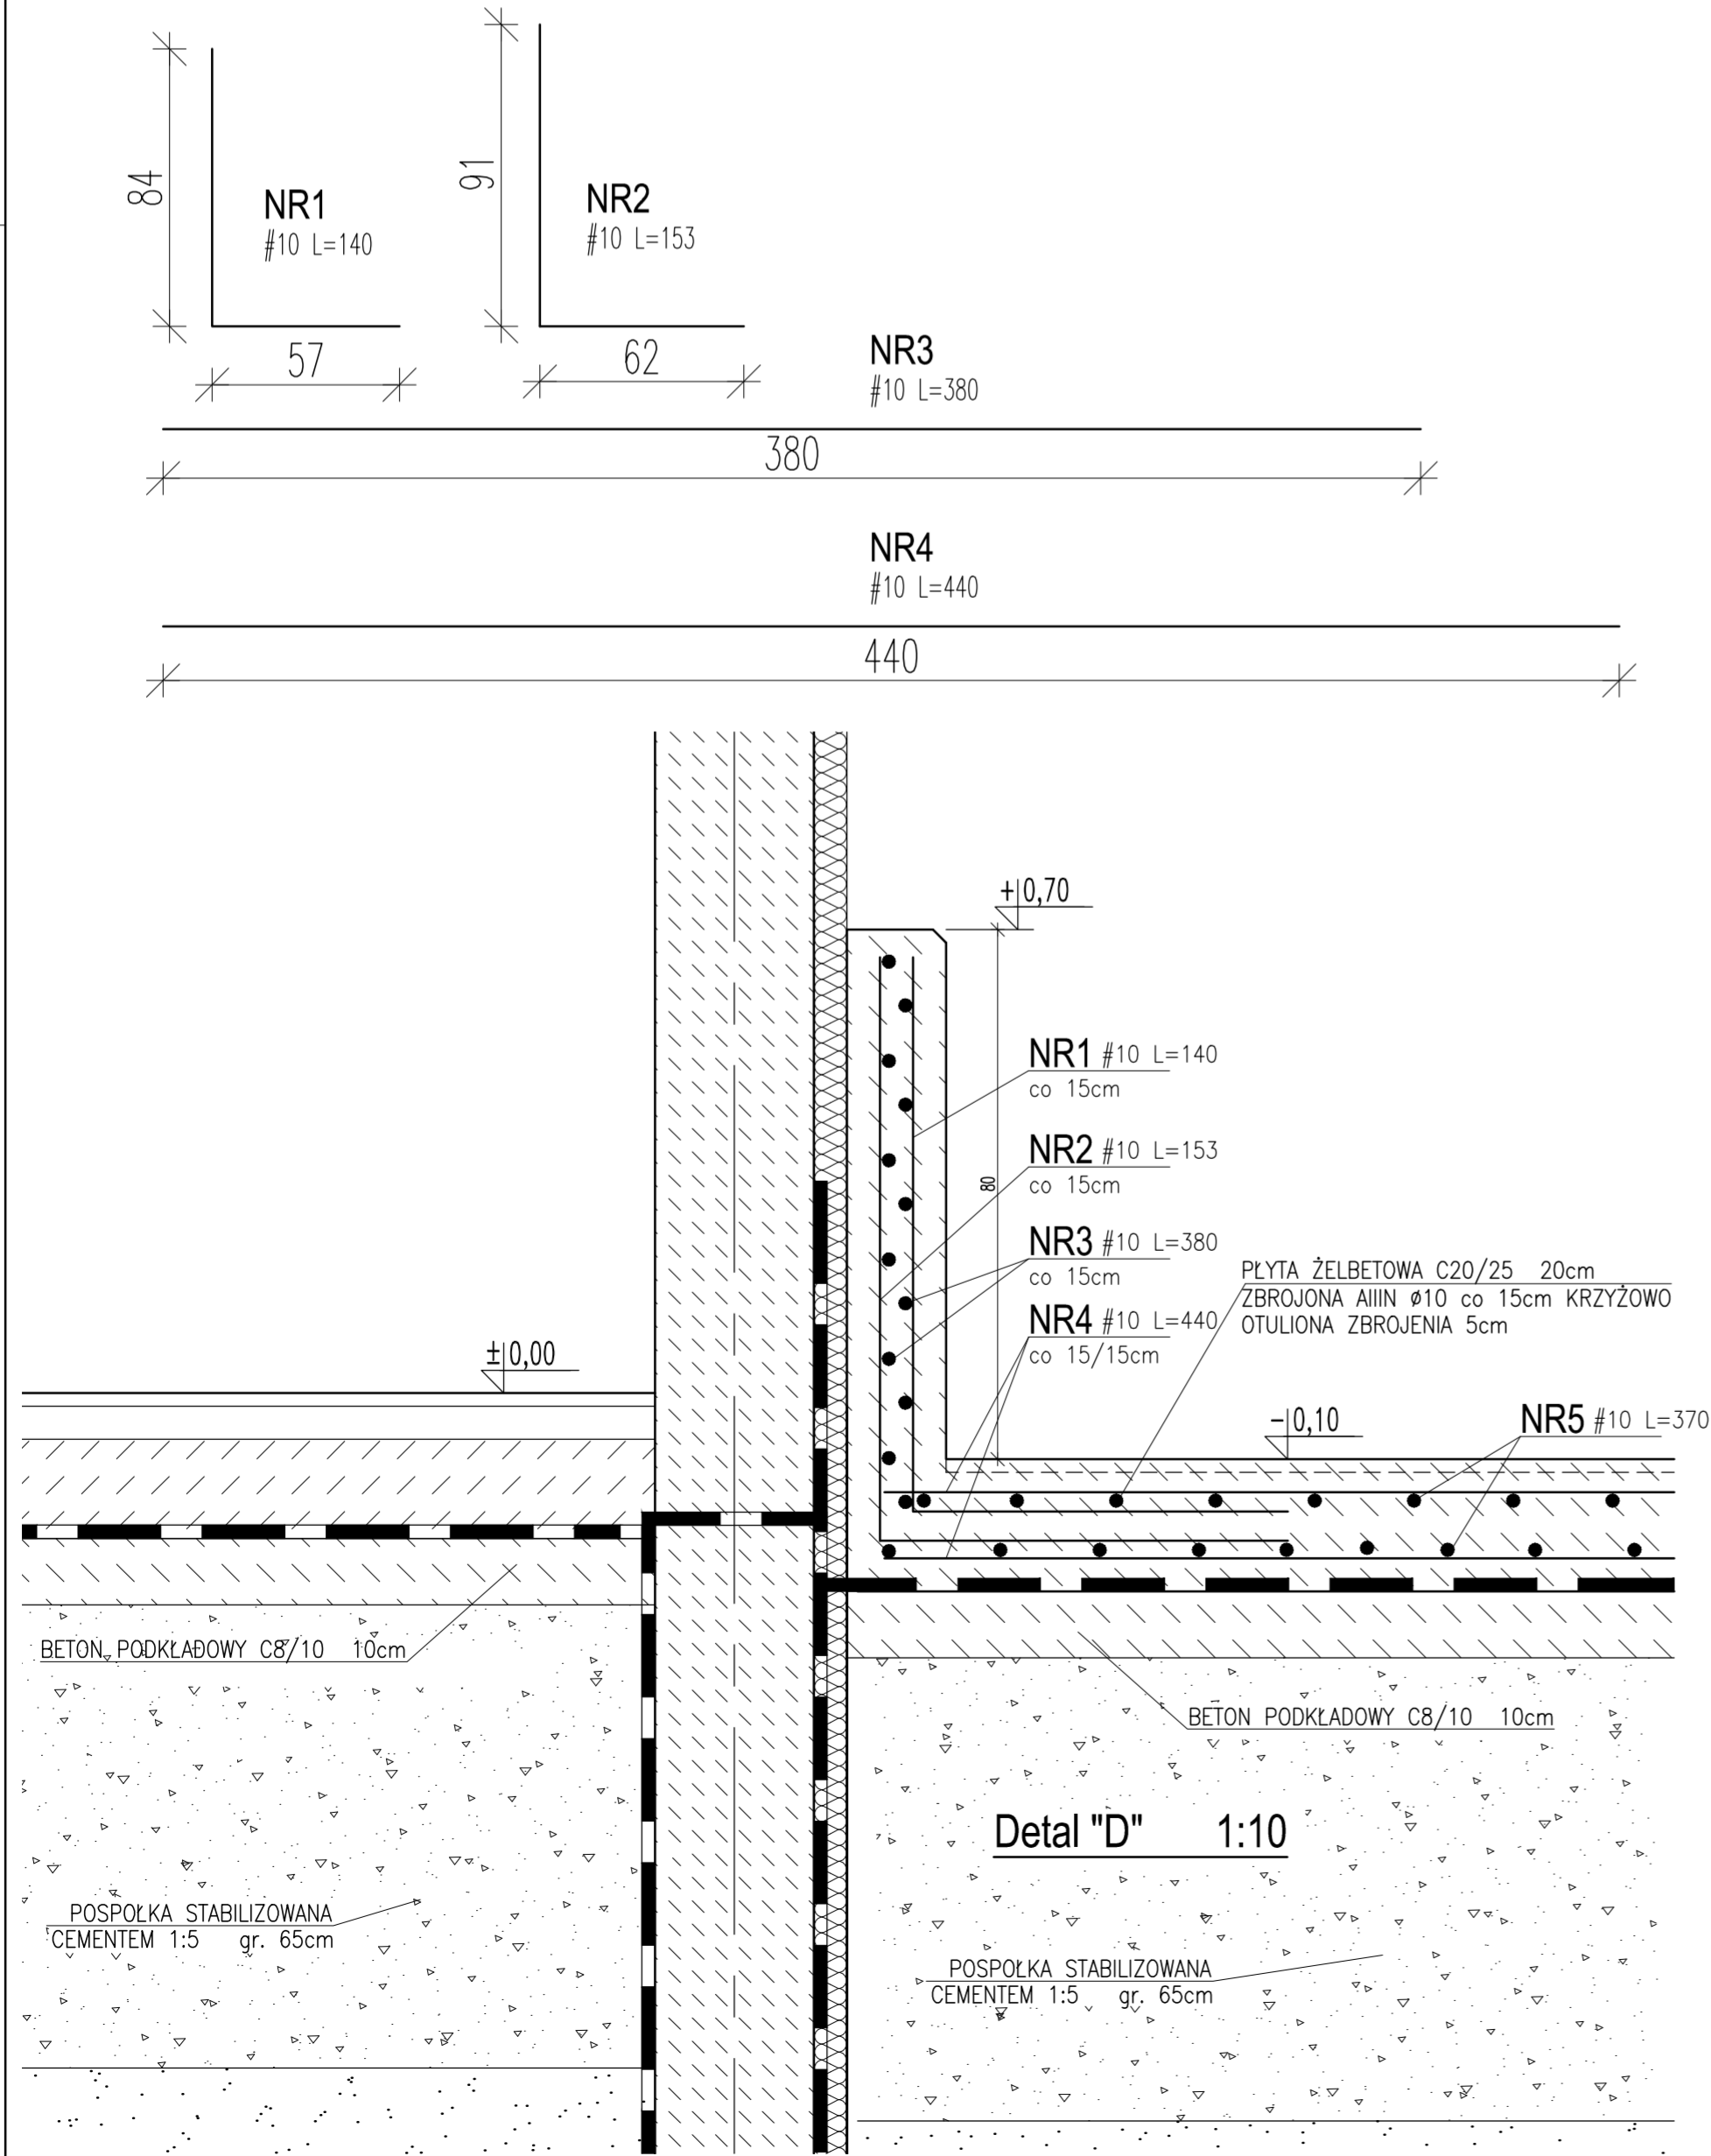 84
NR1
#10 L=140
57
91
NR2
#10 L=153
62
NR3
#10 L=380
380
NR4
#10 L=440
440
+0,70
NR1 #10 L=140
co 15cm
NR2 #10 L=153
co 15cm
80
NR3 #10 L=380
co 15cm
NR4 #10 L=440
co 15/15cm
PŁYTA ŻELBETOWA C20/25 20cm
ZBROJONA AIIIN ø10 co 15cm KRZYŻOWO
OTULIONA ZBROJENIA 5cm
±0,00
-0,10
NR5 #10 L=370
BETON PODKŁADOWY C8/10 10cm
BETON PODKŁADOWY C8/10 10cm
Detal "D" 1:10
POSPOŁKA STABILIZOWANA
CEMENTEM 1:5 gr. 65cm
POSPOŁKA STABILIZOWANA
CEMENTEM 1:5 gr. 65cm